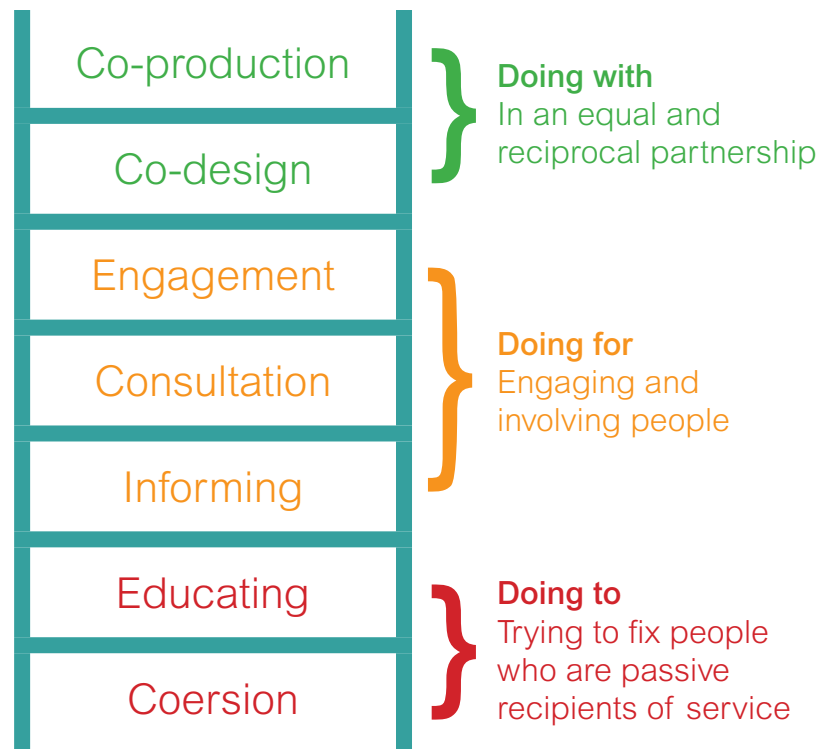 Co-production
Co-design
Doing with
In an equal and
reciprocal partnership
Engagement
Consultation
Informing
Doing for
Engaging and
involving people
Educating
Coersion
Doing to
Trying to fix people
who are passive
recipients of service